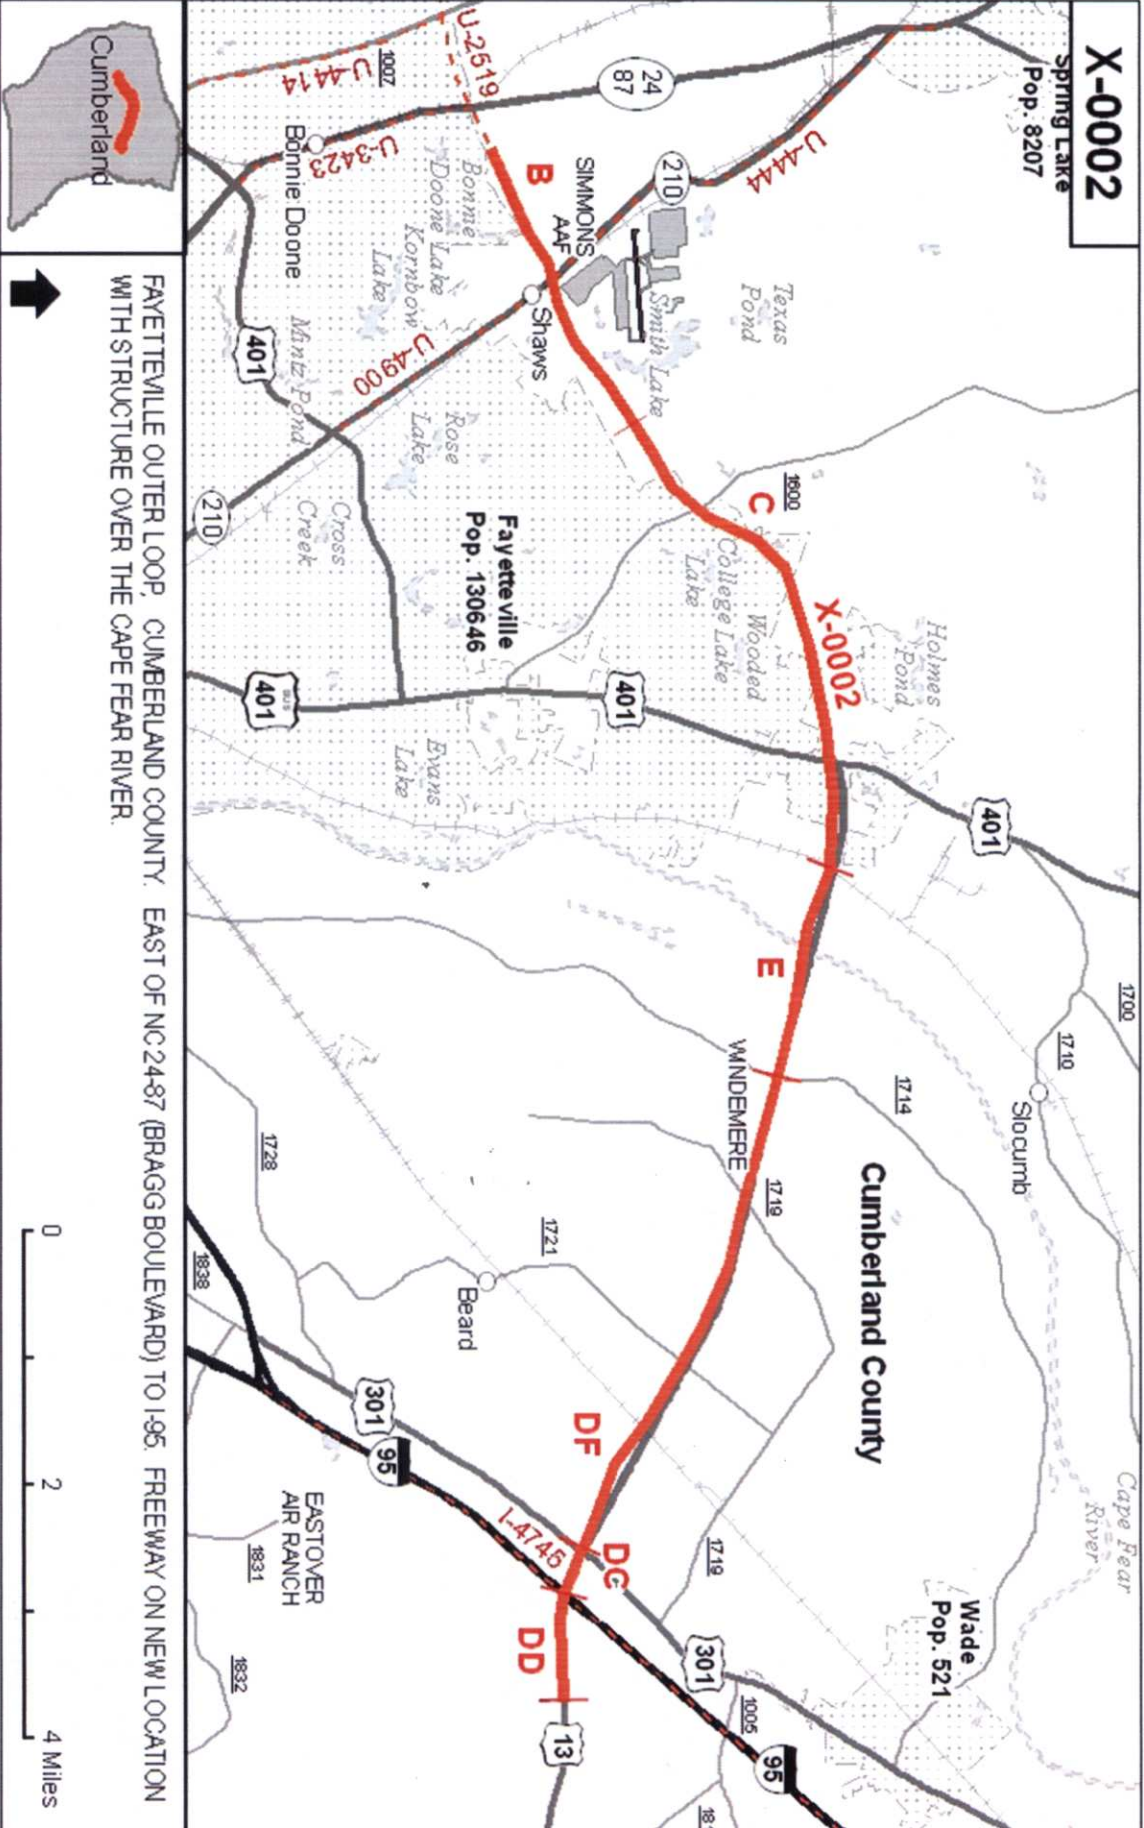 X-0002
Spring Lake
Pop. 8207
U-2519
1007
U-4414
24
87
U-3423
Bonnie Doone
U-4444
210
SIMMONS
AAF
B
Bonnie
Doone Lake
Kornbow
Lake
Shaws
Smith Lake
Texas
Pond
U-4900
401
Mintz Pond
Rose
Lake
Cross
Creek
210
1600
C
College Lake
Wooded
Lake
Fayetteville
Pop. 130646
X-0002
Holmes
Pond
401
BUS
401
401
Evans
Lake
E
1700
1710
Slocumb
1714
WINDEMERE
1719
Cumberland County
1728
1721
Beard
1838
301
95
DF
I-4745
DG
DD
1719
301
Wade
Pop. 521
Cape Fear
River
1005
95
13
EASTOVER
AIR RANCH
1831
1832
Cumberland
FAYETTEVILLE OUTER LOOP, CUMBERLAND COUNTY. EAST OF NC 24-87 (BRAGG BOULEVARD) TO I-95. FREEWAY ON NEW LOCATION
WITH STRUCTURE OVER THE CAPE FEAR RIVER.
0 2 4 Miles